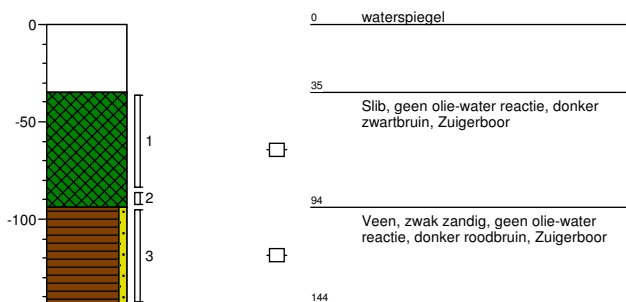 0
0
waterspiegel
35
Slib, geen olie-water reactie, donker
zwartbruin, Zuigerboor
-50
1
2
94
-100
Veen, zwak zandig, geen olie-water
reactie, donker roodbruin, Zuigerboor
3
144